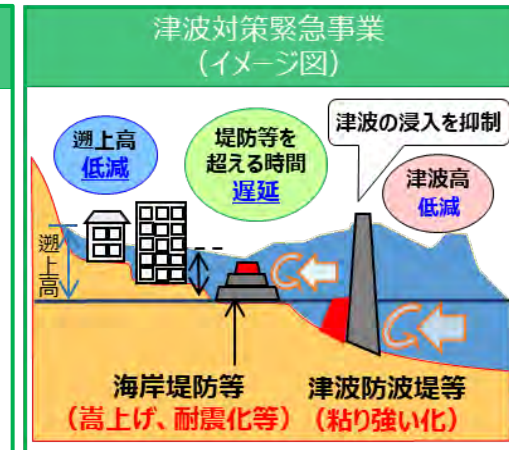 津波対策緊急事業
（イメージ図）
遡上高
低減
堤防等を
超える時間
遅延
津波の浸入を抑制
津波高
低減
遡上高
海岸堤防等
（嵩上げ、耐震化等）
津波防波堤等
（粘り強い化）